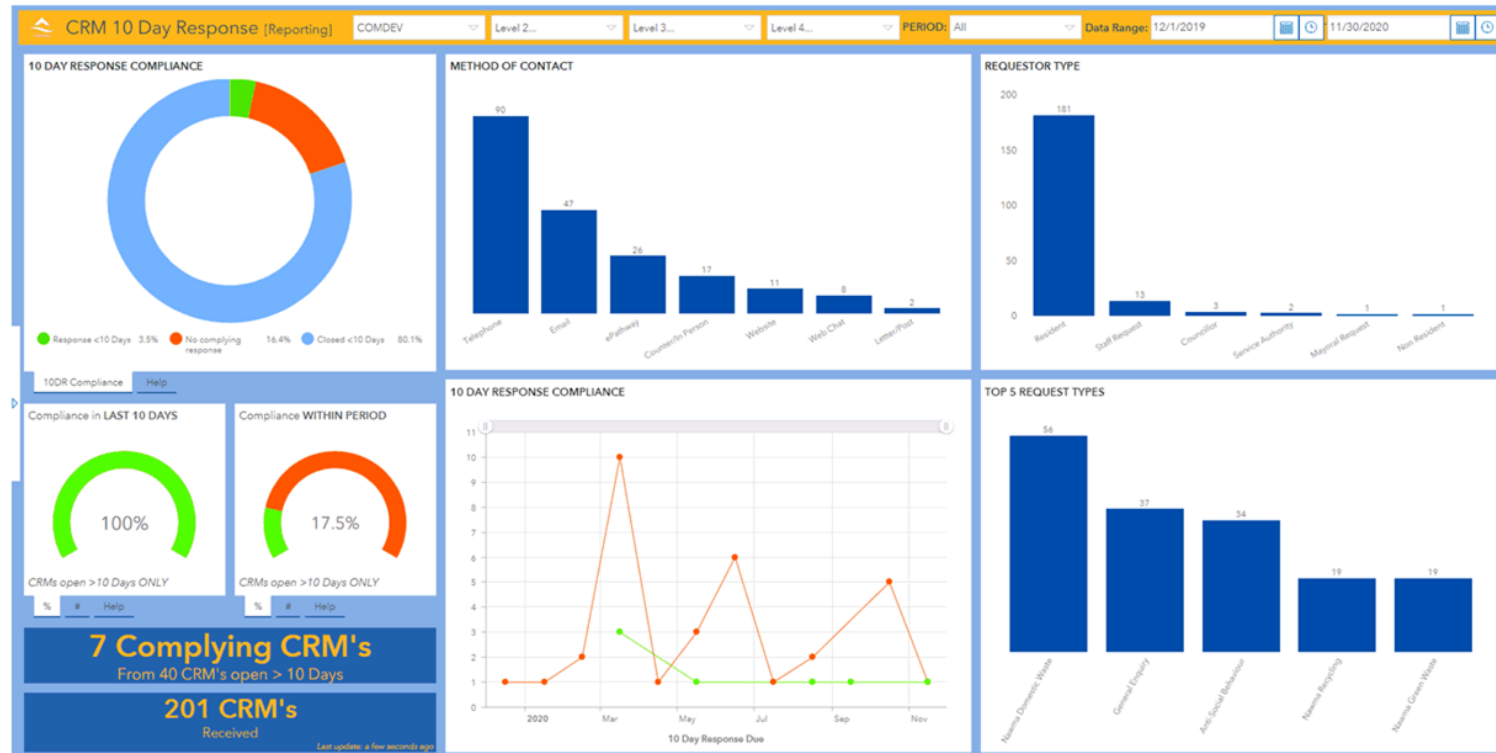 CRM 10 Day Response [Reporting]
COMDEV
Level 2...
Level 3...
Level 4...
PERIOD: All
Data Range: 12/1/2019
11/30/2020
10 DAY RESPONSE COMPLIANCE
Response <10 Days 3.5%
No complying
response
16.4%
Closed <10 Days 80.1%
10DR Compliance
Help
METHOD OF CONTACT
90
47
26
17
11
8
2
Telephone
Email
ePathway
Counter/In Person
Website
Web Chat
Letter/Post
REQUESTOR TYPE
200
150
100
50
0
181
13
3
2
1
1
Resident
Staff Request
Councillor
Service Authority
Mayoral Request
Non Resident
Compliance in LAST 10 DAYS
100%
CRMs open >10 Days ONLY
%
#
Help
Compliance WITHIN PERIOD
17.5%
CRMs open >10 Days ONLY
%
#
Help
7 Complying CRM's
From 40 CRM's open > 10 Days
201 CRM's
Received
Last update: a few seconds ago
10 DAY RESPONSE COMPLIANCE
11
10
9
8
7
6
5
4
3
2
1
0
2020
Mar
May
Jul
Sep
Nov
10 Day Response Due
TOP 5 REQUEST TYPES
56
37
34
19
19
Nawma Domestic Waste
General Enquiry
Anti-Social Behaviour
Nawma Recycling
Nawma Green Waste